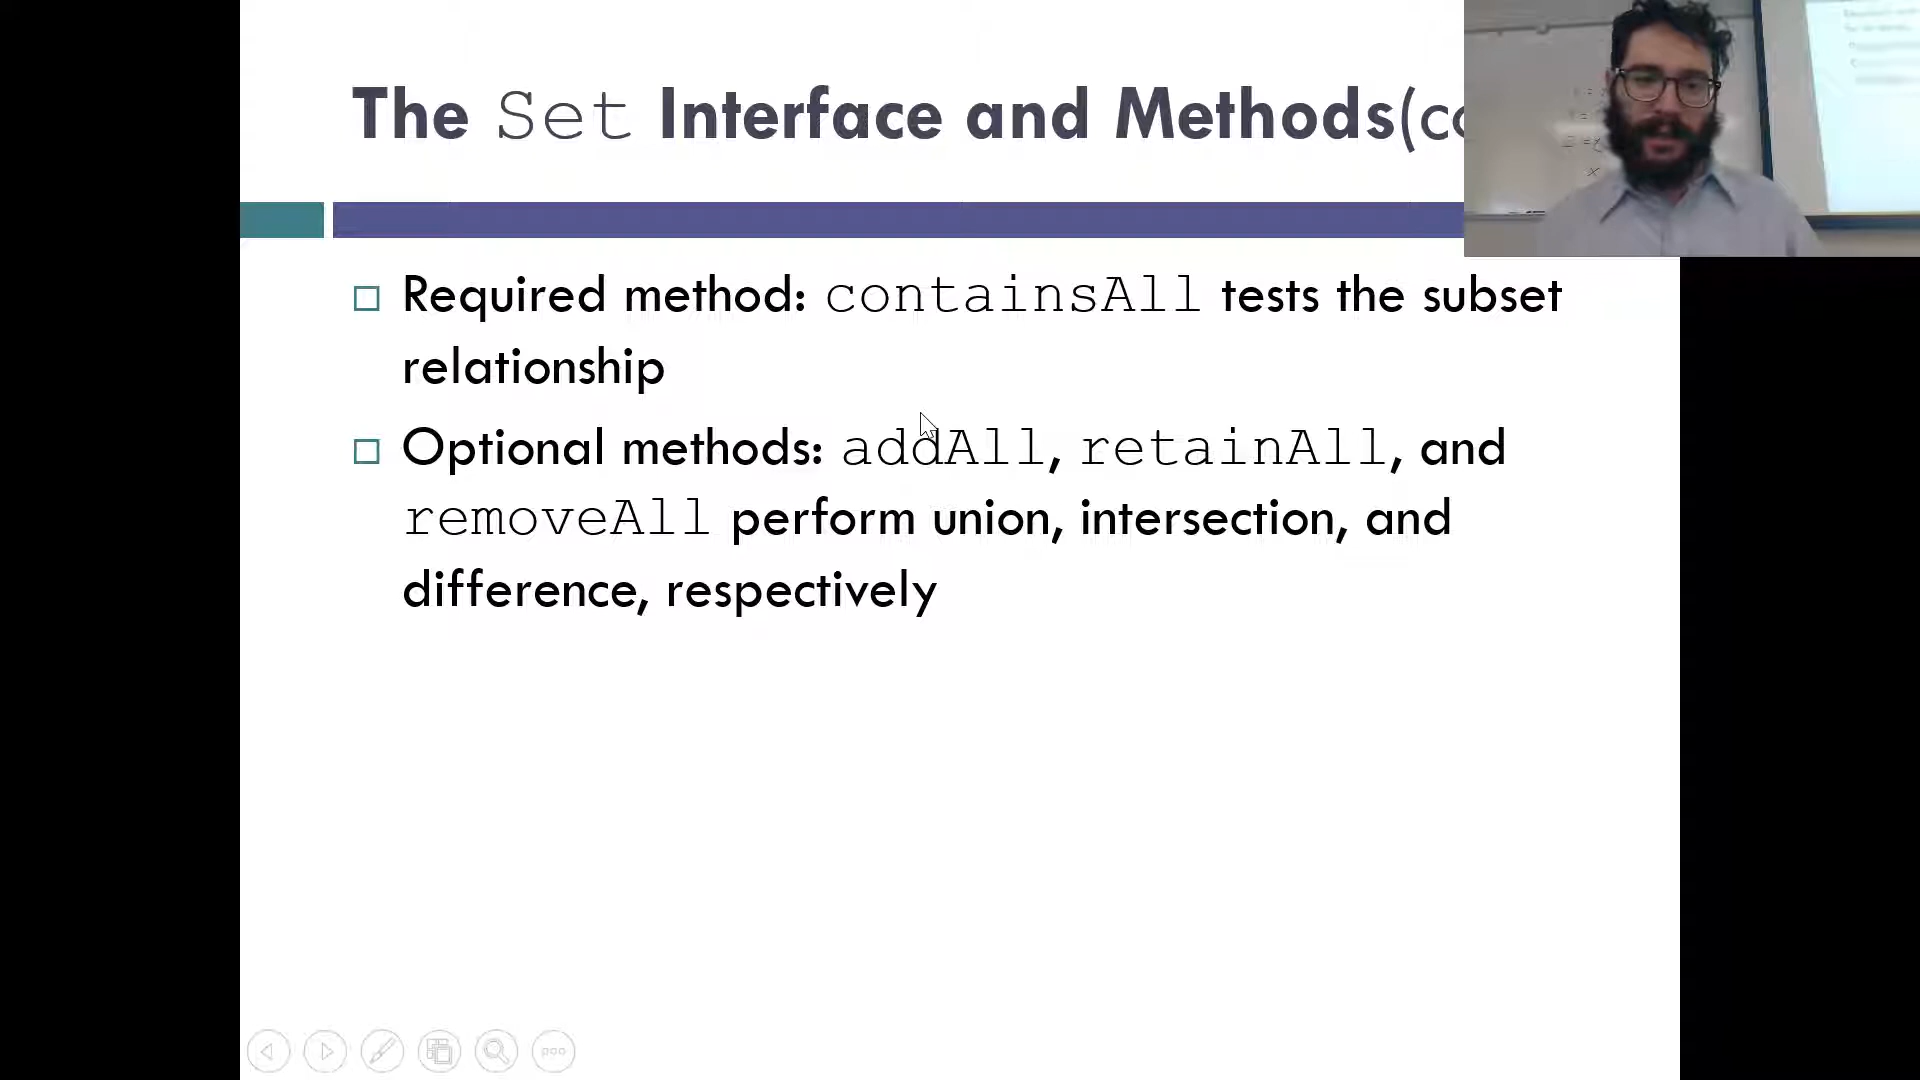 The Set Interface and Methods(co
Required method: containsAll tests the subset
relationship
Optional methods: addAll, retainAll, and
removeAll perform union, intersection, and
difference, respectively